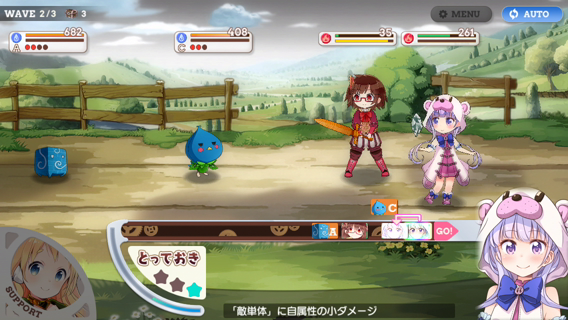 WAVE 2/3 3
MENU
AUTO
682
408
35
261
A
C
C
A
GO!
とっておき
SUPPORT
「敵単体」に自属性の小ダメージ